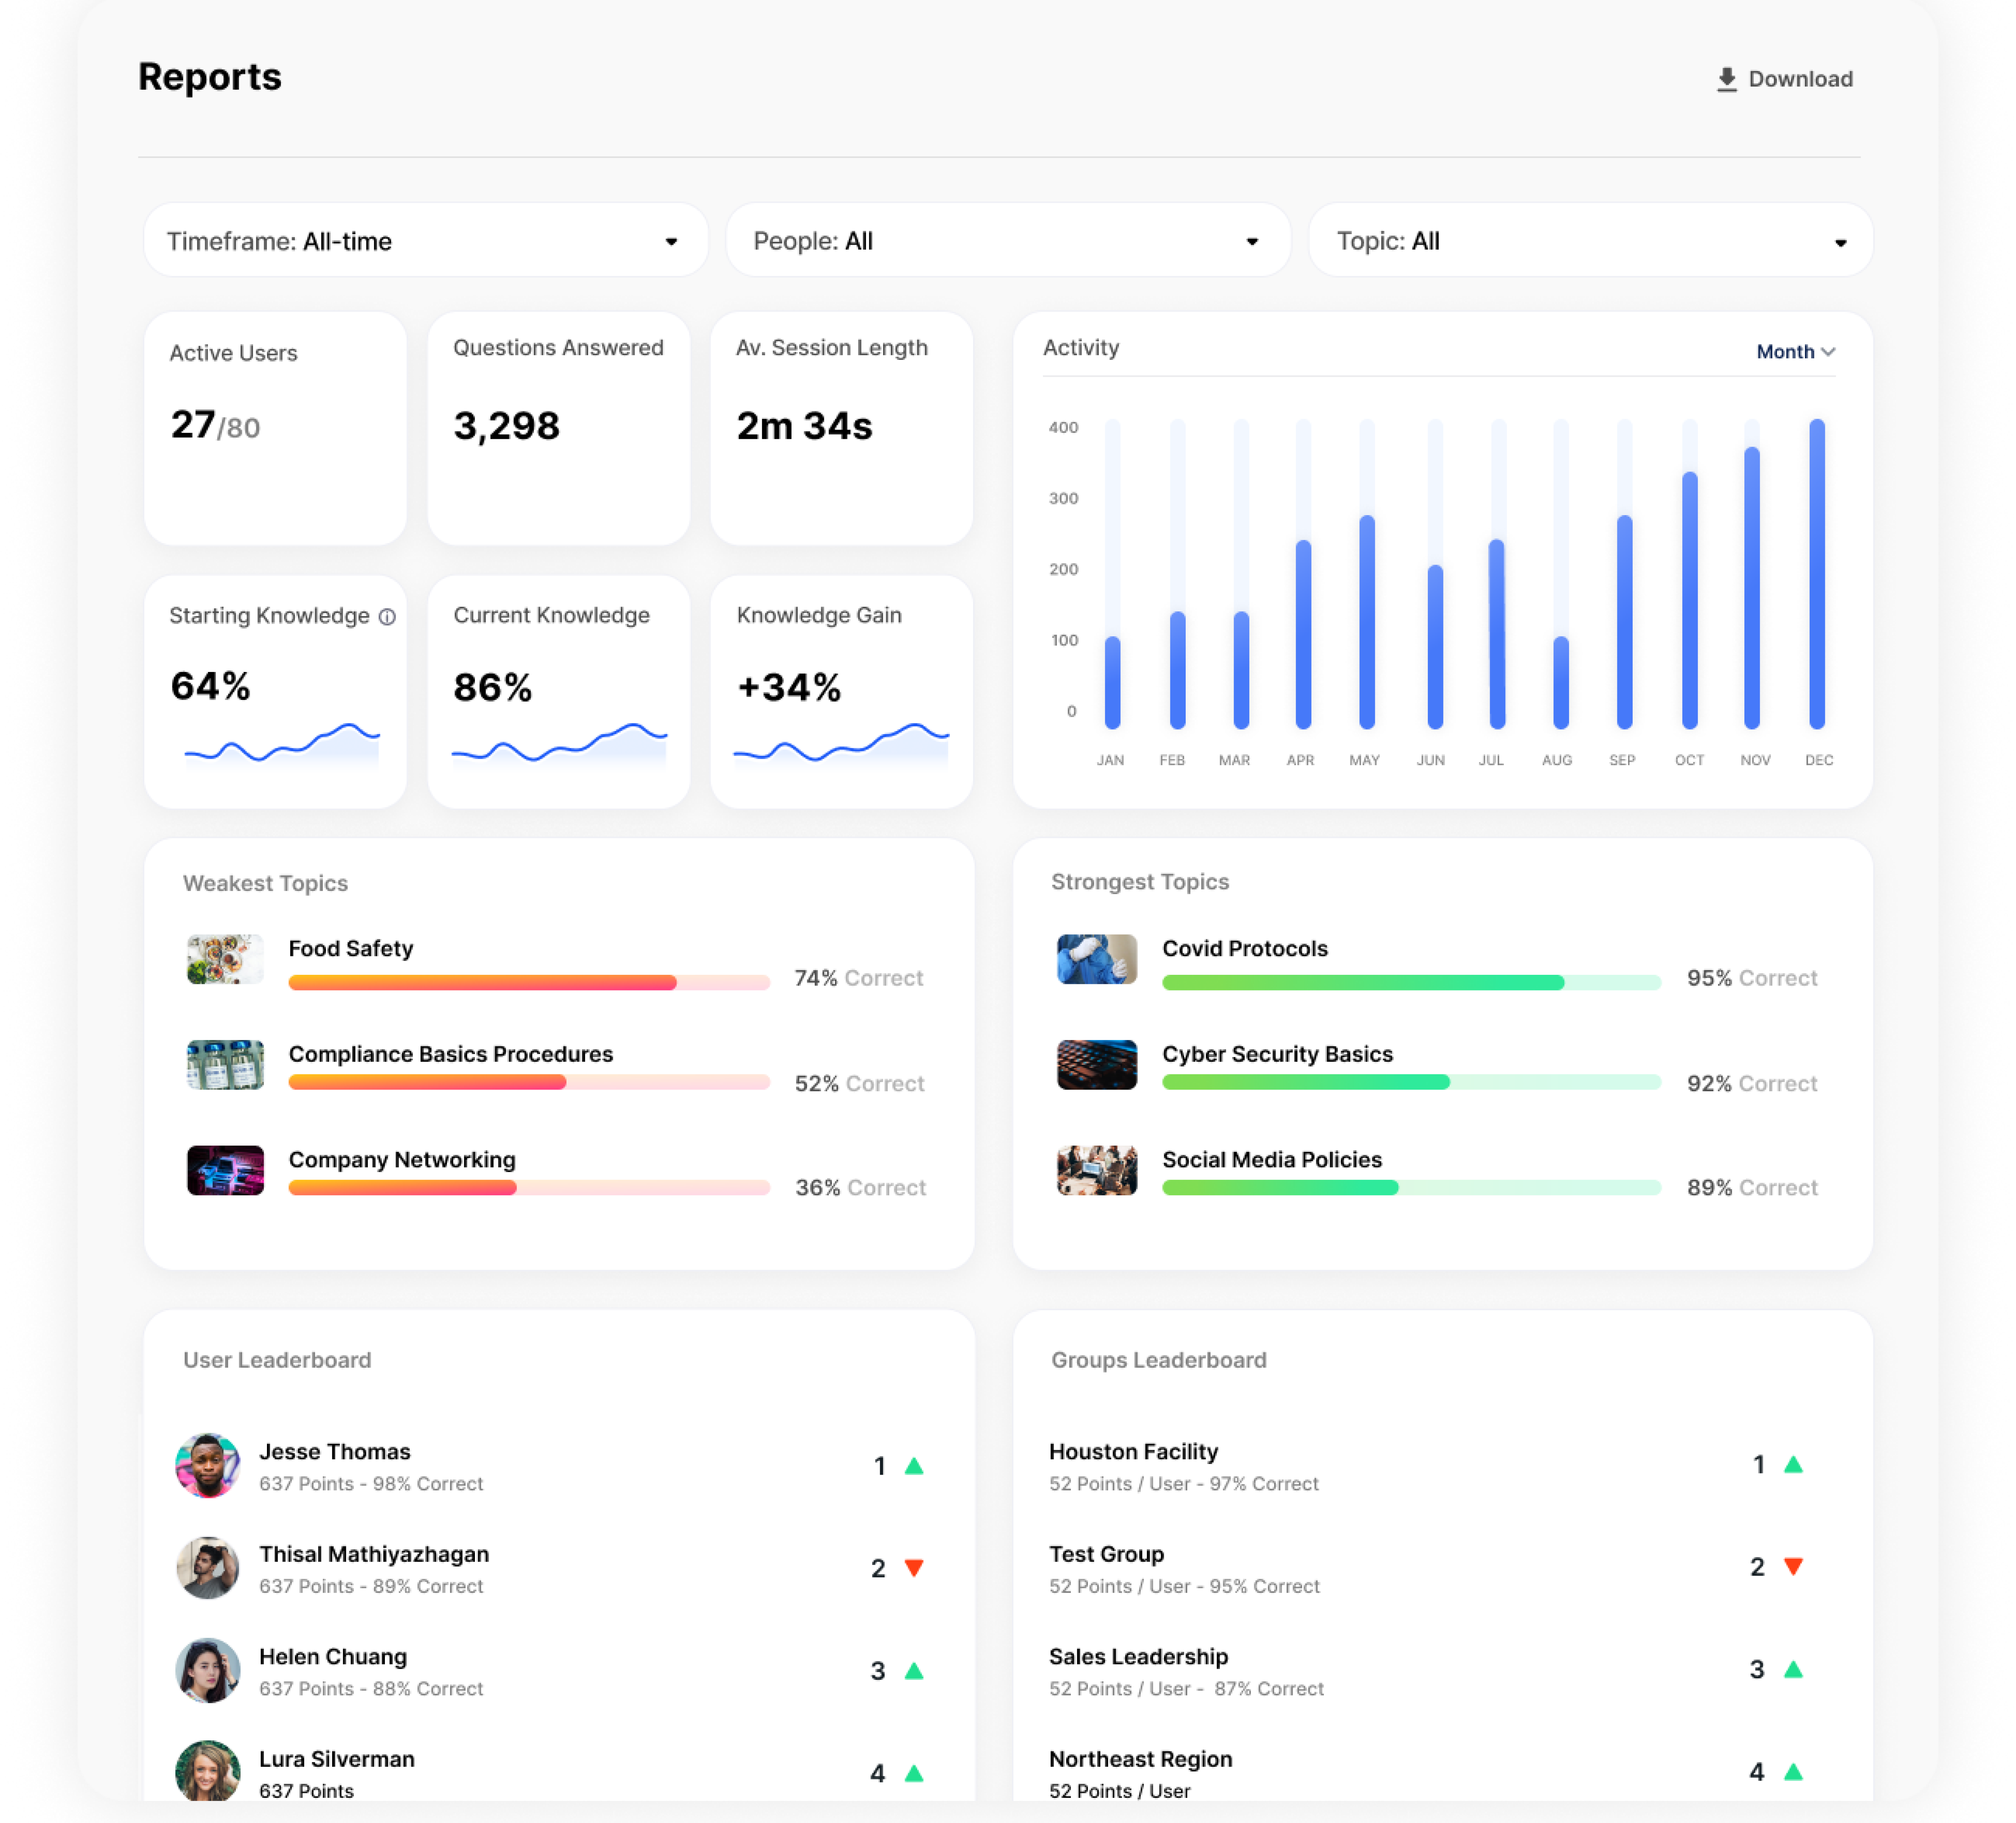 Reports
Download
Timeframe: All-time
People: All
Topic: All
Active Users
27/80
Questions Answered
3,298
Av. Session Length
2m 34s
Starting Knowledge
64%
Current Knowledge
86%
Knowledge Gain
+34%
Activity
Month
400
300
200
100
0
JAN FEB MAR APR MAY JUN JUL AUG SEP OCT NOV DEC
Weakest Topics
Food Safety
74% Correct
Compliance Basics Procedures
52% Correct
Company Networking
36% Correct
Strongest Topics
Covid Protocols
95% Correct
Cyber Security Basics
92% Correct
Social Media Policies
89% Correct
User Leaderboard
Jesse Thomas
637 Points - 98% Correct
1
Thisal Mathiyazhagan
637 Points - 89% Correct
2
Helen Chuang
637 Points - 88% Correct
3
Lura Silverman
637 Points
4
Groups Leaderboard
Houston Facility
52 Points / User - 97% Correct
1
Test Group
52 Points / User - 95% Correct
2
Sales Leadership
52 Points / User - 87% Correct
3
Northeast Region
52 Points / User
4